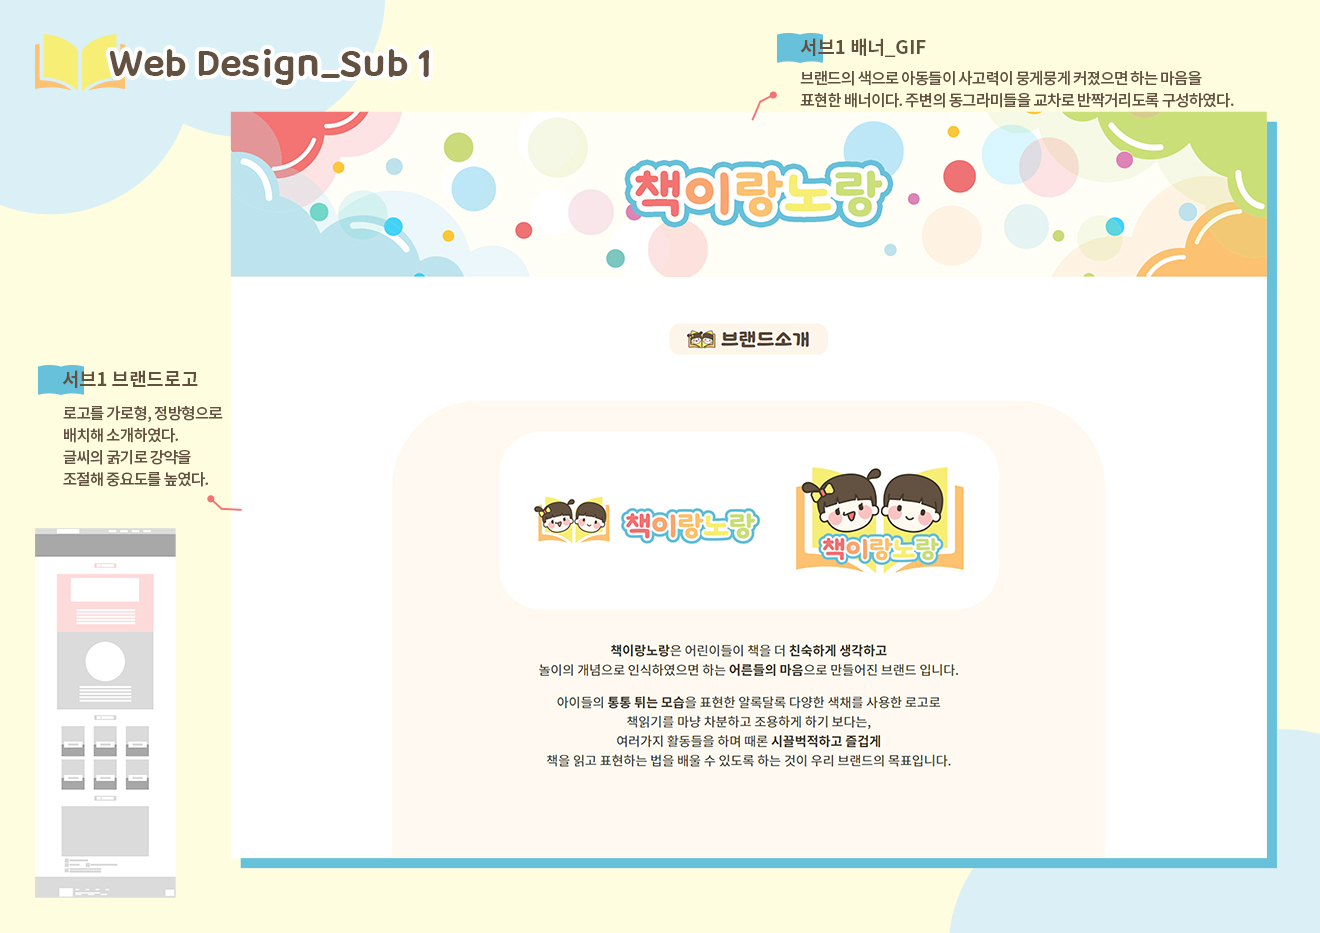 Web Design_Sub 1
서브1 배너_GIF
브랜드의 색으로 아동들이 사고력이 뭉게뭉게 커졌으면 하는 마음을
표현한 배너이다. 주변의 동그라미들을 교차로 반짝거리도록 구성하였다.
책이랑노랑
브랜드소개
서브1 브랜드로고
로고를 가로형, 정방형으로
배치해 소개하였다.
글씨의 굵기로 강약을
조절해 중요도를 높였다.
책이랑노랑
책이랑노랑
책이랑노랑은 어린이들이 책을 더 친숙하게 생각하고
놀이의 개념으로 인식하였으면 하는 어른들의 마음으로 만들어진 브랜드 입니다.
아이들의 통통 튀는 모습을 표현한 알록달록 다양한 색채를 사용한 로고로
책읽기를 마냥 차분하고 조용하게 하기 보다는,
여러가지 활동들을 하며 때론 시끌벅적하고 즐겁게
책을 읽고 표현하는 법을 배울 수 있도록 하는 것이 우리 브랜드의 목표입니다.